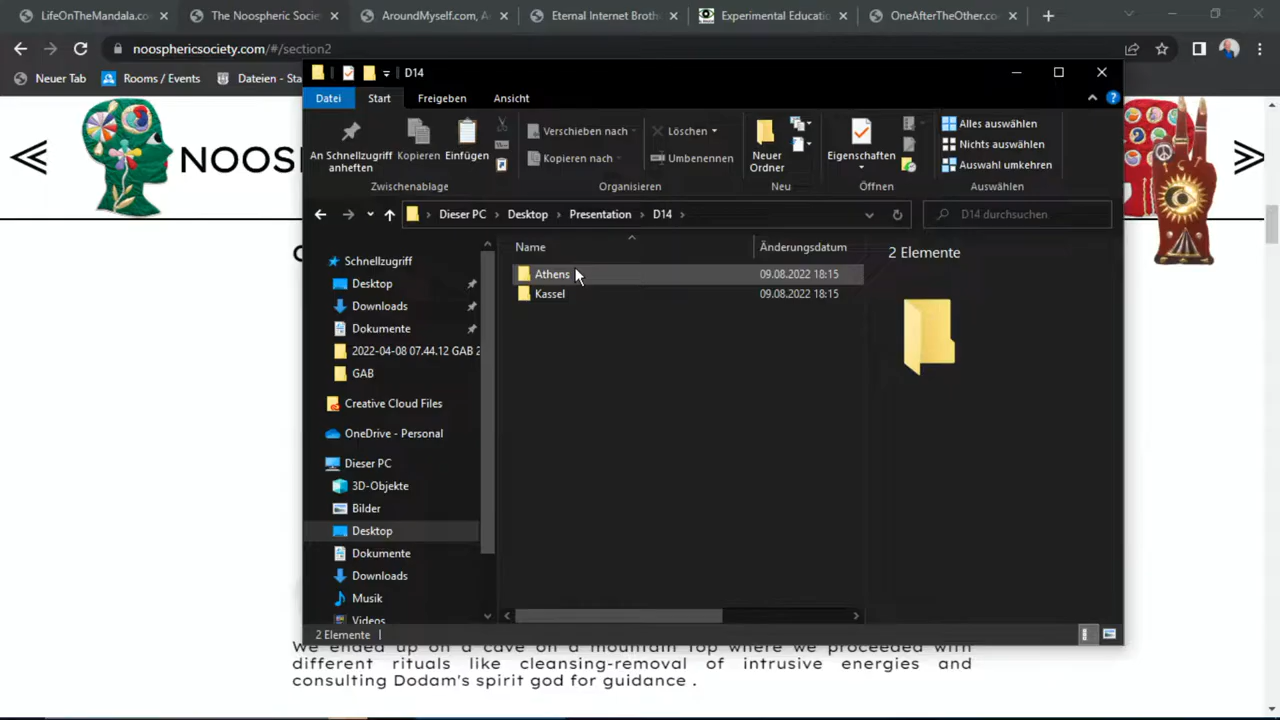 LifeOnTheMandala.co
The Noospheric Socie
AroundMyself.com, A
Eternal Internet Broth
Experimental Educatio
OneAfterTheOther.co
noosphericsociety.com/#/section2
Neuer Tab
Rooms / Events
Dateien - Sta
D14
Datei
Start
Freigeben
Ansicht
An Schnellzugriff anheften
Kopieren
Einfügen
Zwischenablage
Verschieben nach
Kopieren nach
Löschen
Umbenennen
Organisieren
Neuer Ordner
Neu
Eigenschaften
Öffnen
Alles auswählen
Nichts auswählen
Auswahl umkehren
Auswählen
NOOSP
Dieser PC > Desktop > Presentation > D14 >
D14 durchsuchen
Schnellzugriff
Desktop
Downloads
Dokumente
2022-04-08 07.44.12 GAB 2
GAB
Creative Cloud Files
OneDrive - Personal
Dieser PC
3D-Objekte
Bilder
Desktop
Dokumente
Downloads
Musik
Videos
Name
Änderungsdatum
Athens
09.08.2022 18:15
Kassel
09.08.2022 18:15
2 Elemente
2 Elemente
We ended up on a cave on a mountain top where we proceeded with
different rituals like cleansing-removal of intrusive energies and
consulting Dodam's spirit god for guidance .